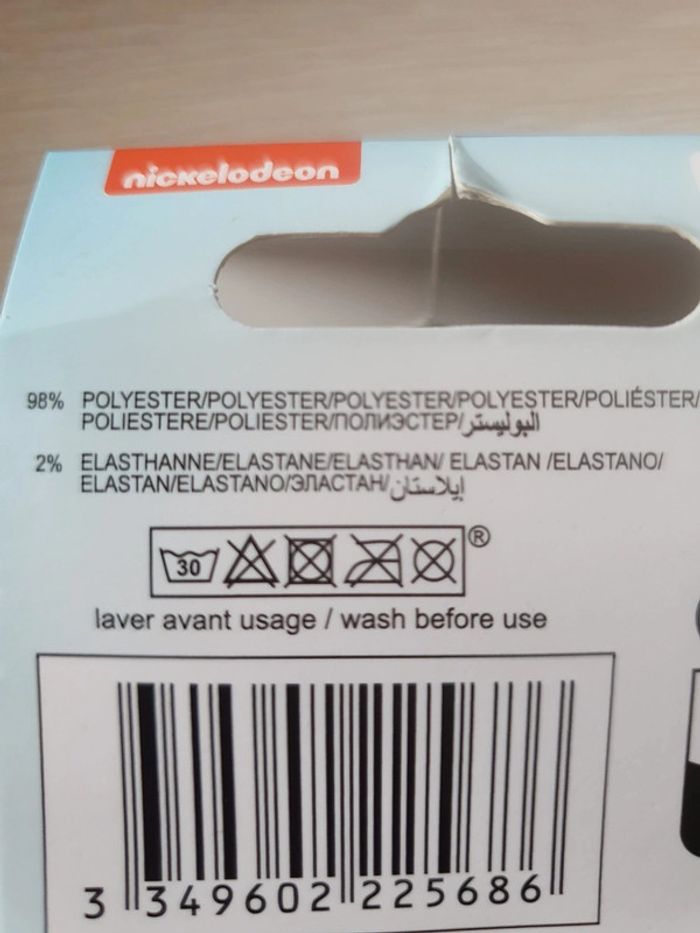 nickelodeon
98% POLYESTER/POLYESTER/POLYESTER/POLYESTER/POLIÉSTER/
POLIESTERE/POLIESTER/ПОЛИЭСТЕР/البوليستر
2% ELASTHANNE/ELASTANE/ELASTHAN/ ELASTAN /ELASTANO/
ELASTAN/ELASTANO/ЭЛАСТАН/إيلاستان
30 ®
laver avant usage / wash before use
3 349602 225686